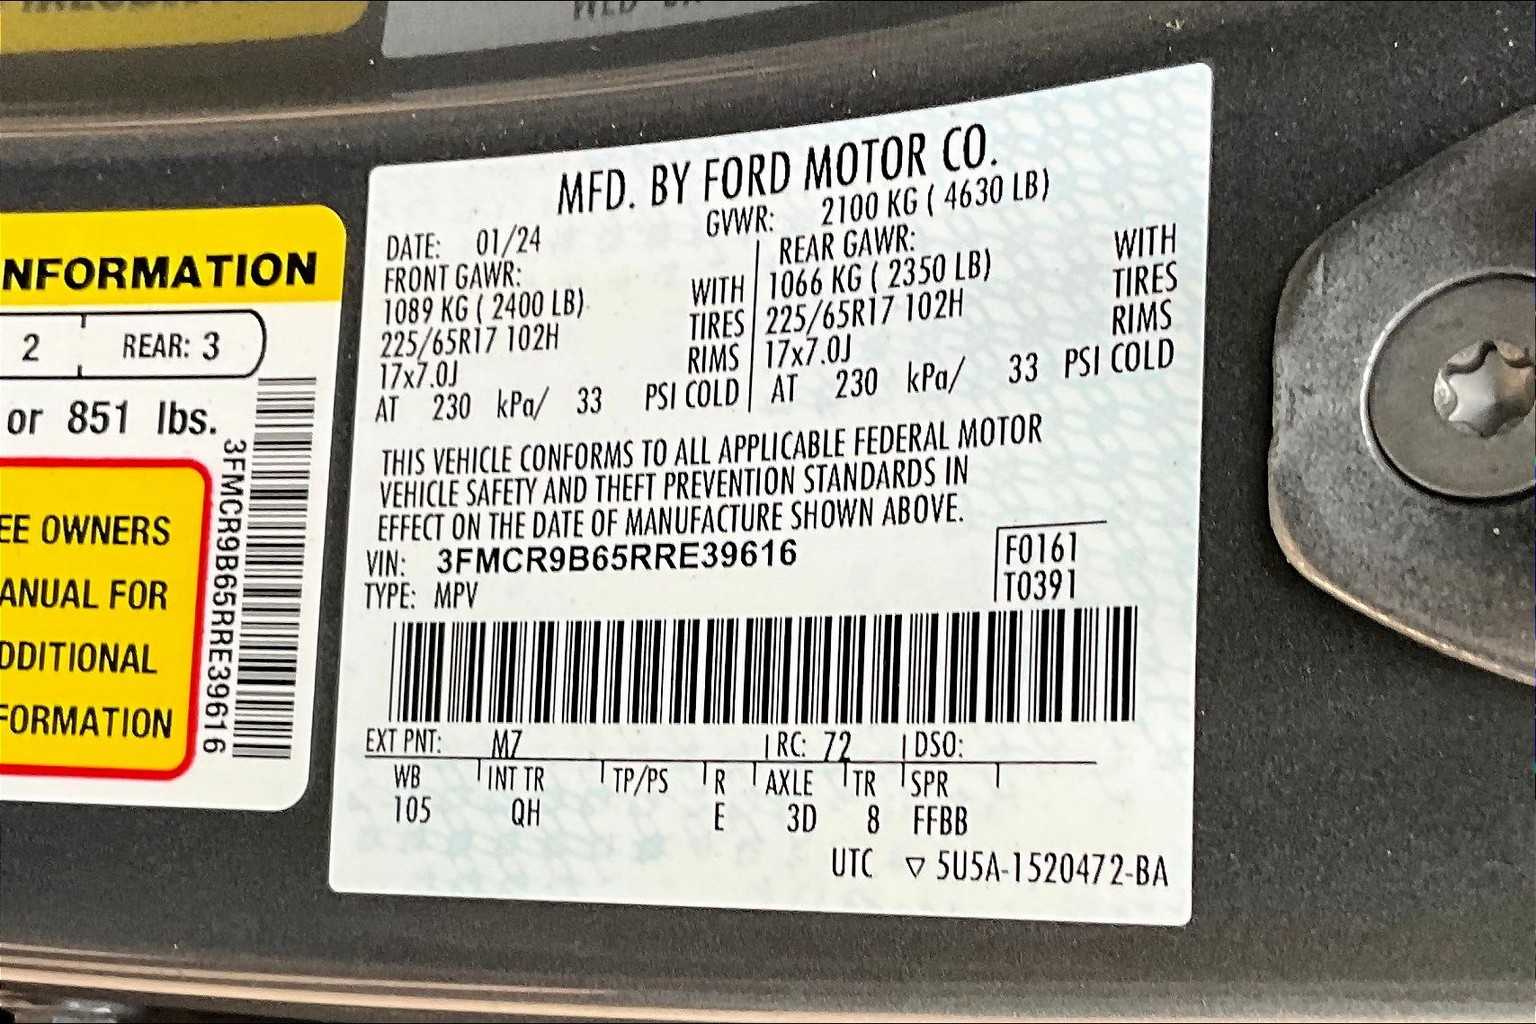 NFORMATION
2 REAR: 3
or 851 lbs.
EE OWNERS
ANUAL FOR
DDITIONAL
FORMATION
3FMCR9B65RRE39616
MFD. BY FORD MOTOR CO.
DATE: 01/24 GVWR: 2100 KG ( 4630 LB)
FRONT GAWR: REAR GAWR:
1089 KG ( 2400 LB) WITH 1066 KG ( 2350 LB) WITH
225/65R17 102H TIRES 225/65R17 102H TIRES
17x7.0J RIMS 17x7.0J RIMS
AT 230 kPa/ 33 PSI COLD AT 230 kPa/ 33 PSI COLD
THIS VEHICLE CONFORMS TO ALL APPLICABLE FEDERAL MOTOR
VEHICLE SAFETY AND THEFT PREVENTION STANDARDS IN
EFFECT ON THE DATE OF MANUFACTURE SHOWN ABOVE.
VIN: 3FMCR9B65RRE39616 F0161
TYPE: MPV T0391
EXT PNT: M7 RC: 72 DSO:
WB INT TR TP/PS R AXLE TR SPR
105 QH E 3D 8 FFBB
UTC ▽ 5U5A-1520472-BA